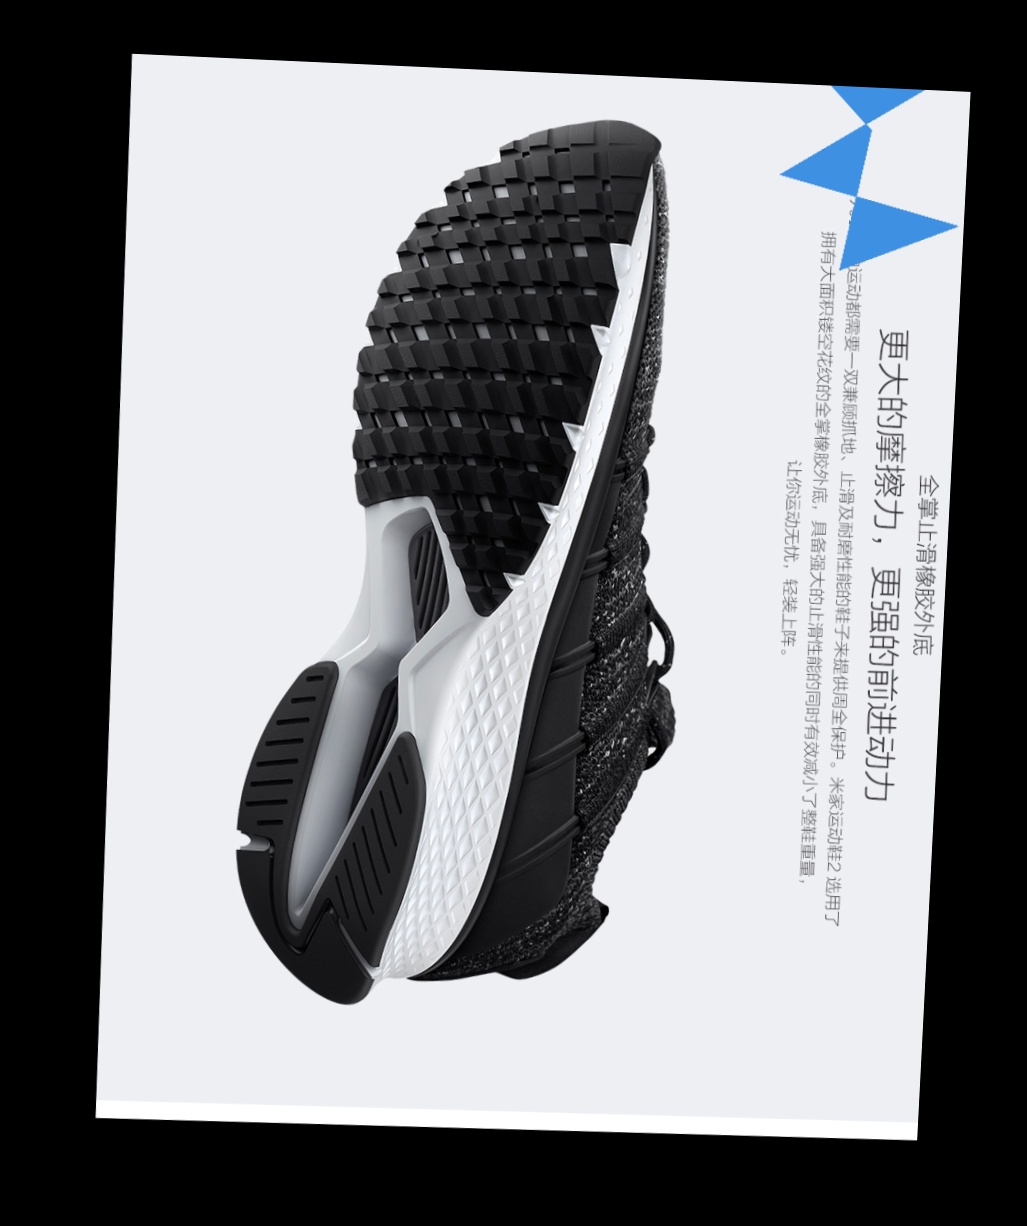 全掌止滑橡胶外底
更大的摩擦力，更强的前进动力
运动都需要一双兼顾抓地、止滑及耐磨性能的鞋子来提供周全保护。米家运动鞋2 选用了
拥有大面积镂空花纹的全掌橡胶外底，具备强大的止滑性能的同时有效减小了整鞋重量，
让你运动无忧，轻装上阵。